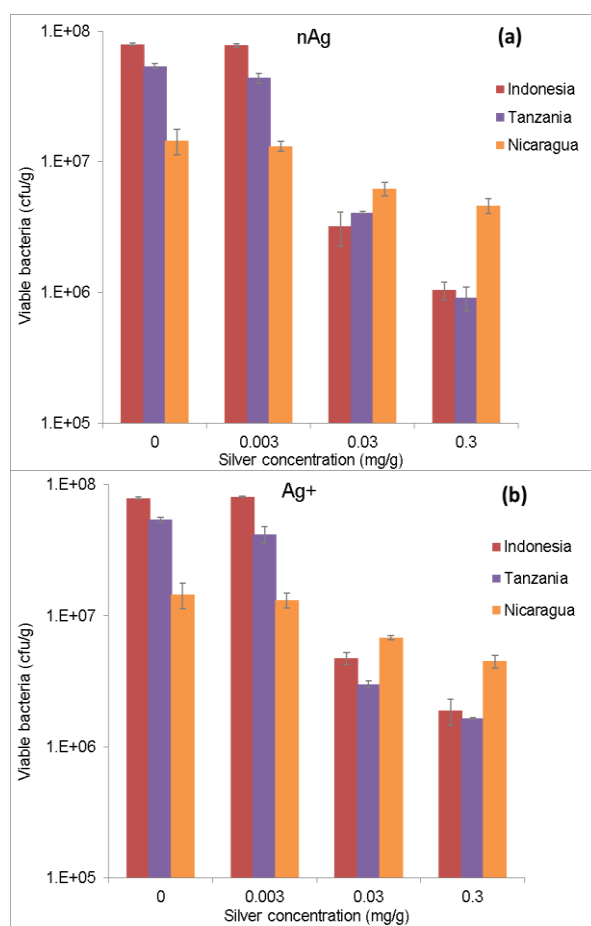 nAg
(a)
1.E+08
1.E+07
1.E+06
1.E+05
Viable bacteria (cfu/g)
Indonesia
Tanzania
Nicaragua
0 0.003 0.03 0.3
Silver concentration (mg/g)
Ag+
(b)
1.E+08
1.E+07
1.E+06
1.E+05
Viable bacteria (cfu/g)
Indonesia
Tanzania
Nicaragua
0 0.003 0.03 0.3
Silver concentration (mg/g)